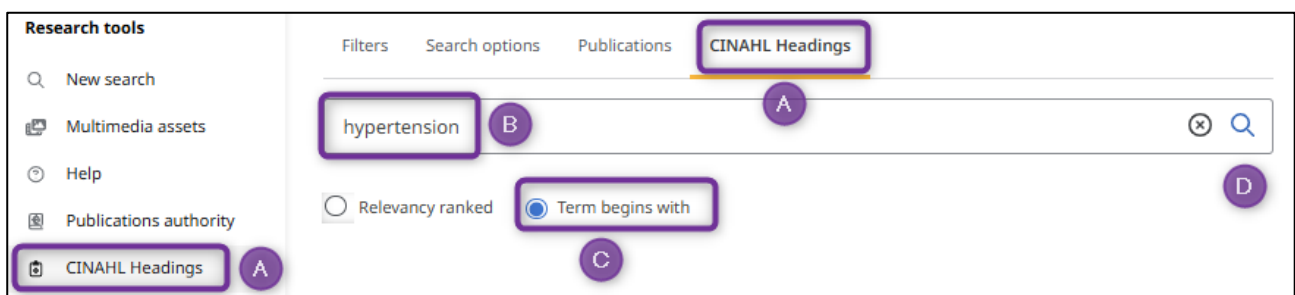 Research tools
New search
Multimedia assets
Help
Publications authority
CINAHL Headings
A
Filters Search options Publications CINAHL Headings
A
hypertension
B
D
Relevancy ranked Term begins with
C